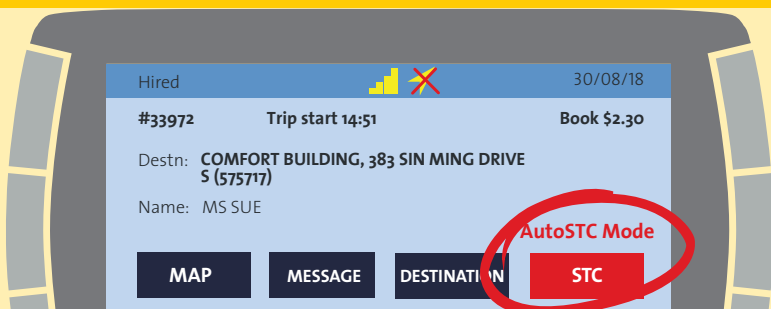 Hired 30/08/18
#33972 Trip start 14:51 Book $2.30
Destn: COMFORT BUILDING, 383 SIN MING DRIVE
S (575717)
Name: MS SUE
AutoSTC Mode
MAP MESSAGE DESTINATION STC